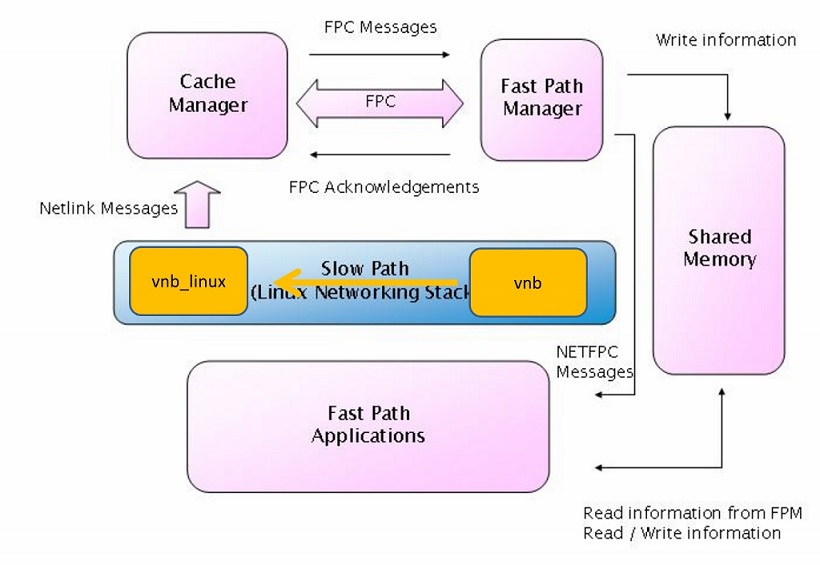 FPC Messages
Write information
Cache
Manager
FPC
Fast Path
Manager
FPC Acknowledgements
Netlink Messages
Shared
Memory
vnb_linux
Slow Path
(Linux Networking Stack
vnb
NETFPC
Messages
Fast Path
Applications
Read information from FPM
Read / Write information